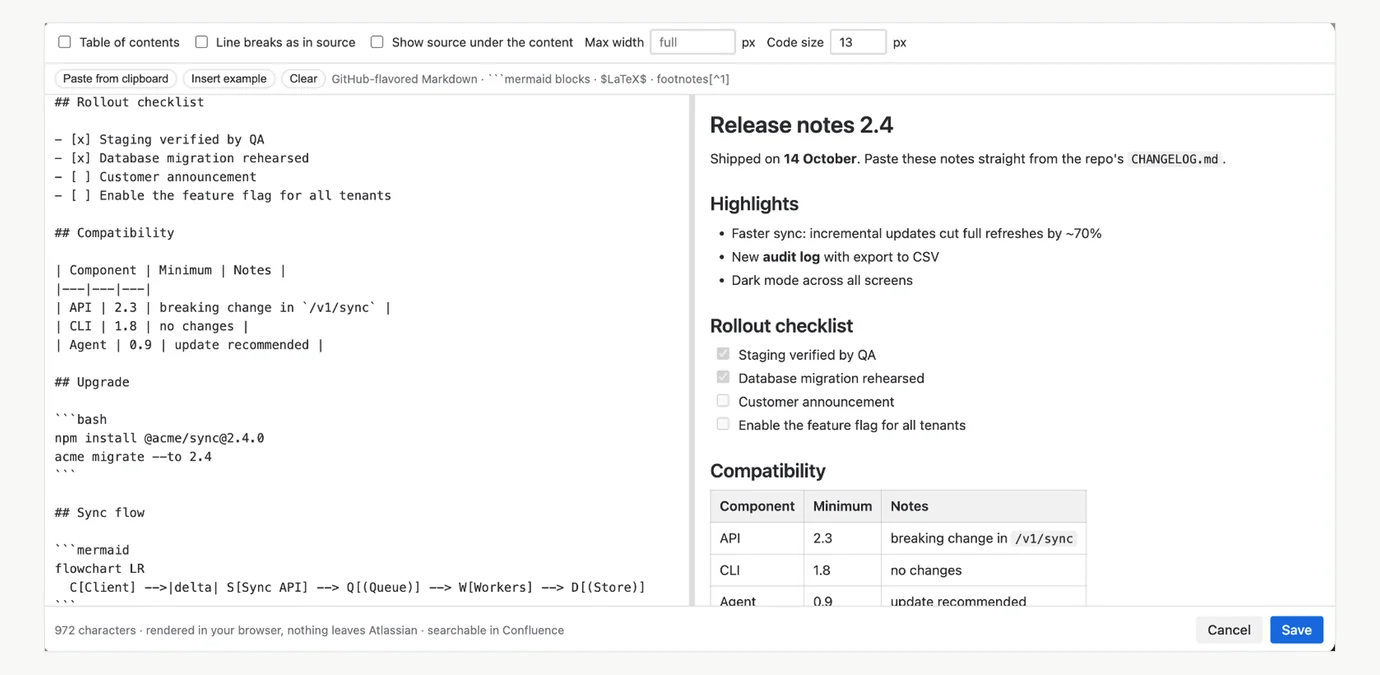 Table of contents Line breaks as in source Show source under the content Max width full px Code size 13 px
Paste from clipboard Insert example Clear GitHub-flavored Markdown · ```mermaid blocks · $LaTeX$ · footnotes[^1]
## Rollout checklist
- [x] Staging verified by QA
- [x] Database migration rehearsed
- [ ] Customer announcement
- [ ] Enable the feature flag for all tenants
## Compatibility
| Component | Minimum | Notes |
|---|---|---|
| API | 2.3 | breaking change in `/v1/sync` |
| CLI | 1.8 | no changes |
| Agent | 0.9 | update recommended |
## Upgrade
```bash
npm install @acme/sync@2.4.0
acme migrate --to 2.4
```
## Sync flow
```mermaid
flowchart LR
C[Client] -->|delta| S[Sync API] --> Q[(Queue)] --> W[Workers] --> D[(Store)]
```
Release notes 2.4
Shipped on 14 October. Paste these notes straight from the repo's CHANGELOG.md.
Highlights
• Faster sync: incremental updates cut full refreshes by ~70%
• New audit log with export to CSV
• Dark mode across all screens
Rollout checklist
Staging verified by QA
Database migration rehearsed
Customer announcement
Enable the feature flag for all tenants
Compatibility
Component Minimum Notes
API 2.3 breaking change in /v1/sync
CLI 1.8 no changes
Agent 0.9 update recommended
972 characters · rendered in your browser, nothing leaves Atlassian · searchable in Confluence
Cancel Save